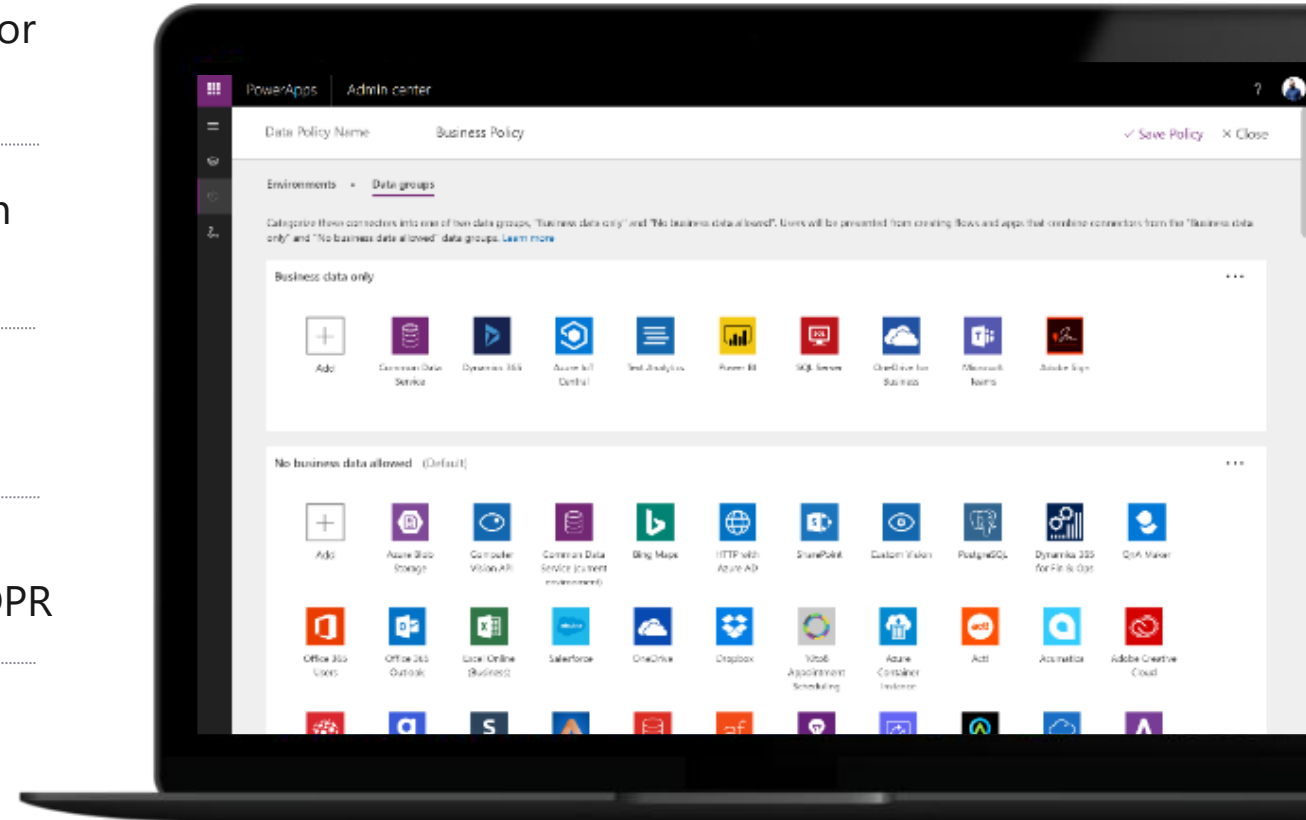 or
n
DPR
PowerApps
Admin center
?
Data Policy Name
Business Policy
✓ Save Policy
× Close
Environments
Data groups
Categorize these connectors into one of two data groups, "Business data only" and "No business data allowed". Users will be prevented from creating flows and apps that combine connectors from the "Business data
only" and "No business data allowed" data groups. Learn more
Business data only
Add
Common Data
Service
Dynamics 365
Azure IoT
Central
Text Analytics
Power BI
SQL Server
OneDrive for
Business
Microsoft
Teams
Adobe Sign
No business data allowed (Default)
Add
Azure Blob
Storage
Computer
Vision API
Common Data
Service (current
environment)
Bing Maps
HTTP with
Azure AD
SharePoint
Custom Vision
PostgreSQL
Dynamics 365
for Fin & Ops
QnA Maker
Office 365
Users
Office 365
Outlook
Excel Online
(Business)
Salesforce
OneDrive
Dropbox
10to8
Appointment
Scheduling
Azure
Container
Instance
Act!
Acumatica
Adobe Creative
Cloud